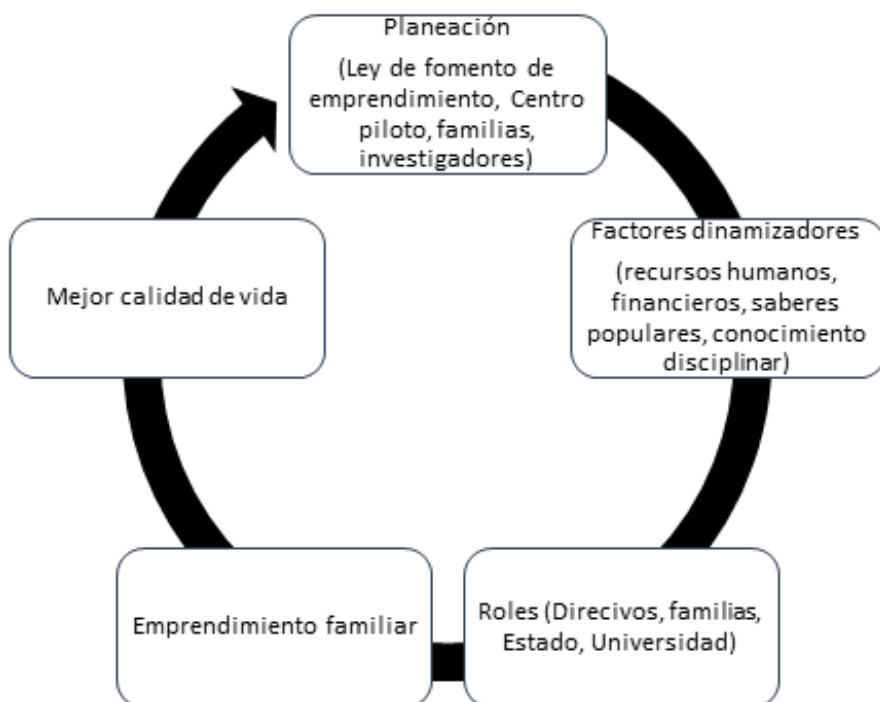 Planeación
(Ley de fomento de
emprendimiento, Centro
piloto, familias,
investigadores)
Factores dinamizadores
(recursos humanos,
financieros, saberes
populares, conocimiento
disciplinar)
Roles (Direcivos, familias,
Estado, Universidad)
Emprendimiento familiar
Mejor calidad de vida